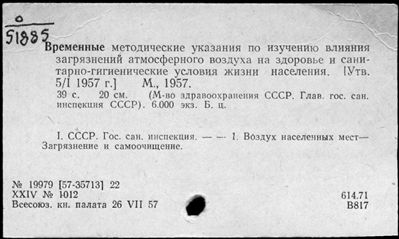 51335
Временные методические указания по изучению влияния
загрязнений атмосферного воздуха на здоровье и сани-
тарно-гигиенические условия жизни населения. [Утв.
5/I 1957 г.] М., 1957.
39 с. 20 см. (М-во здравоохранения СССР. Глав. гос. сан.
инспекция СССР). 6.000 экз. Б. ц.
I. СССР. Гос. сан. инспекция. — — 1. Воздух населенных мест—
Загрязнение и самоочищение.
№ 19979 [57-35713] 22
XXIV № 1012
614.71
Всесоюз. кн. палата 26 VII 57
В817